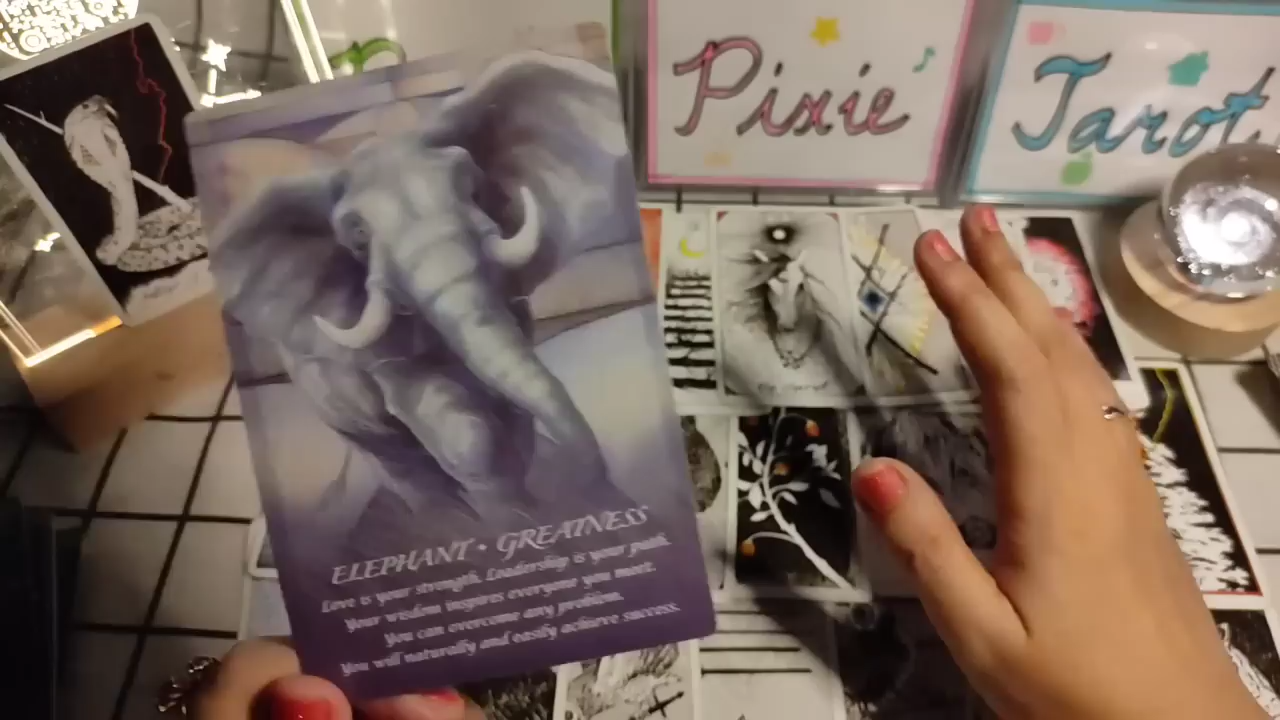 Pixie
Tarot
ELEPHANT • GREATNESS
Love is your strength. Leadership is your path.
Your wisdom inspires everyone you meet.
You can overcome any problem.
You will naturally and easily achieve success.